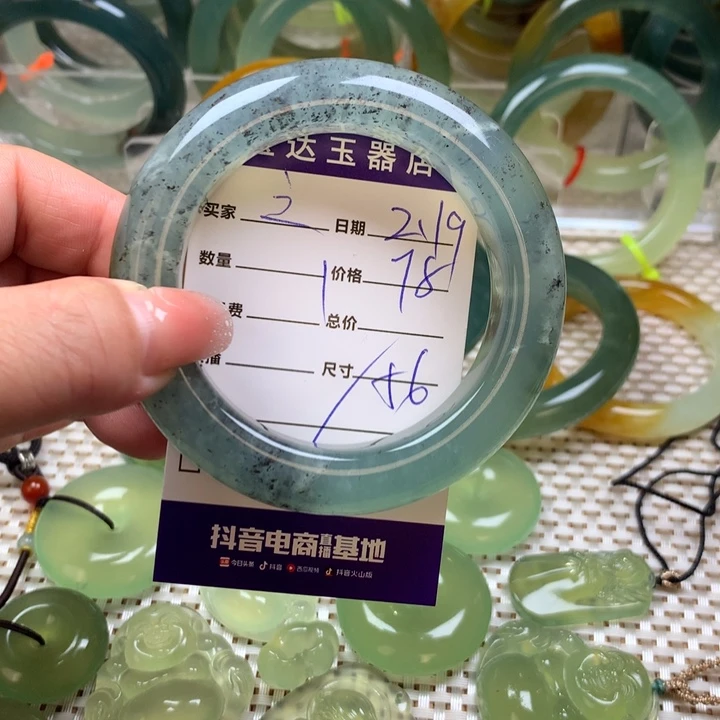 达玉器店
买家 日期 2.19
数量 1 价格 78
费 总价
播 尺寸 56
抖音电商直播基地
今日头条 抖音 西瓜视频 抖音火山版